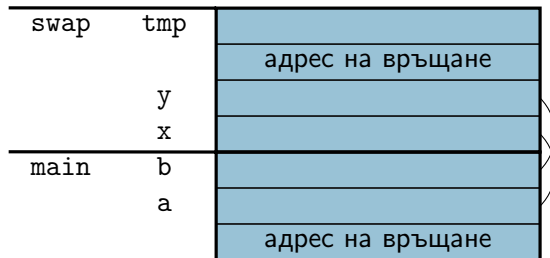 swap tmp
адрес на връщане
y
x
main b
a
адрес на връщане